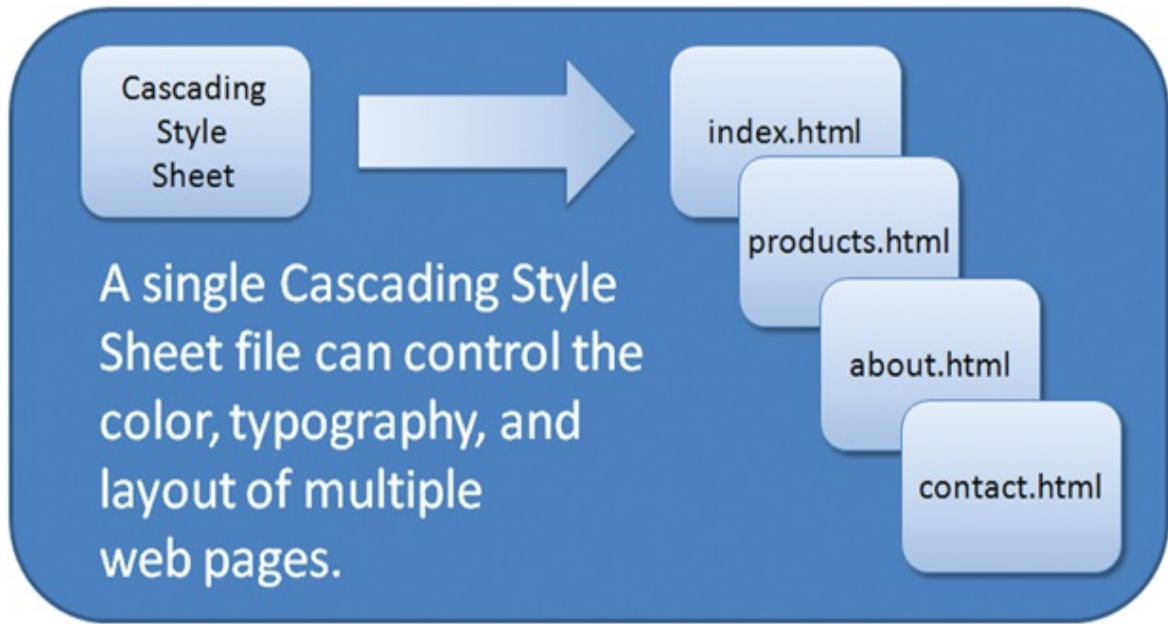 Cascading
Style
Sheet
index.html
products.html
about.html
contact.html
A single Cascading Style
Sheet file can control the
color, typography, and
layout of multiple
web pages.